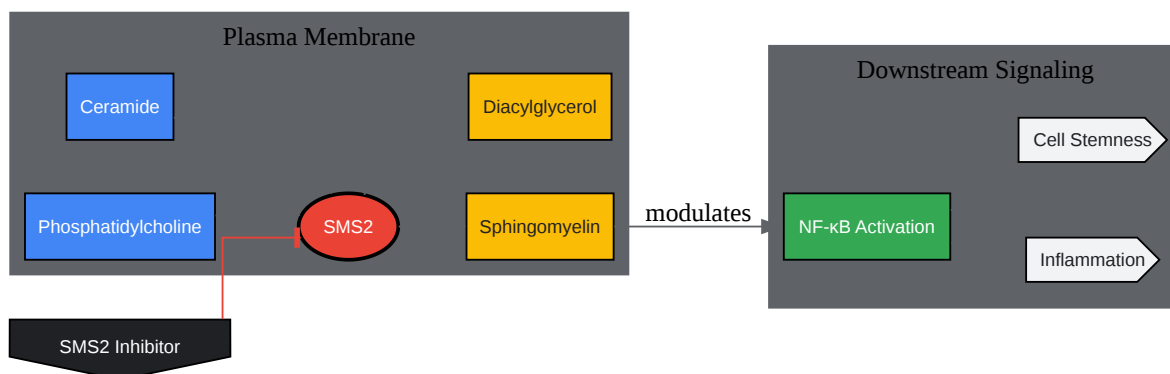 Plasma Membrane
Ceramide
Diacylglycerol
Phosphatidylcholine
SMS2
Sphingomyelin
SMS2 Inhibitor
modulates
Downstream Signaling
Cell Stemness
NF-κB Activation
Inflammation